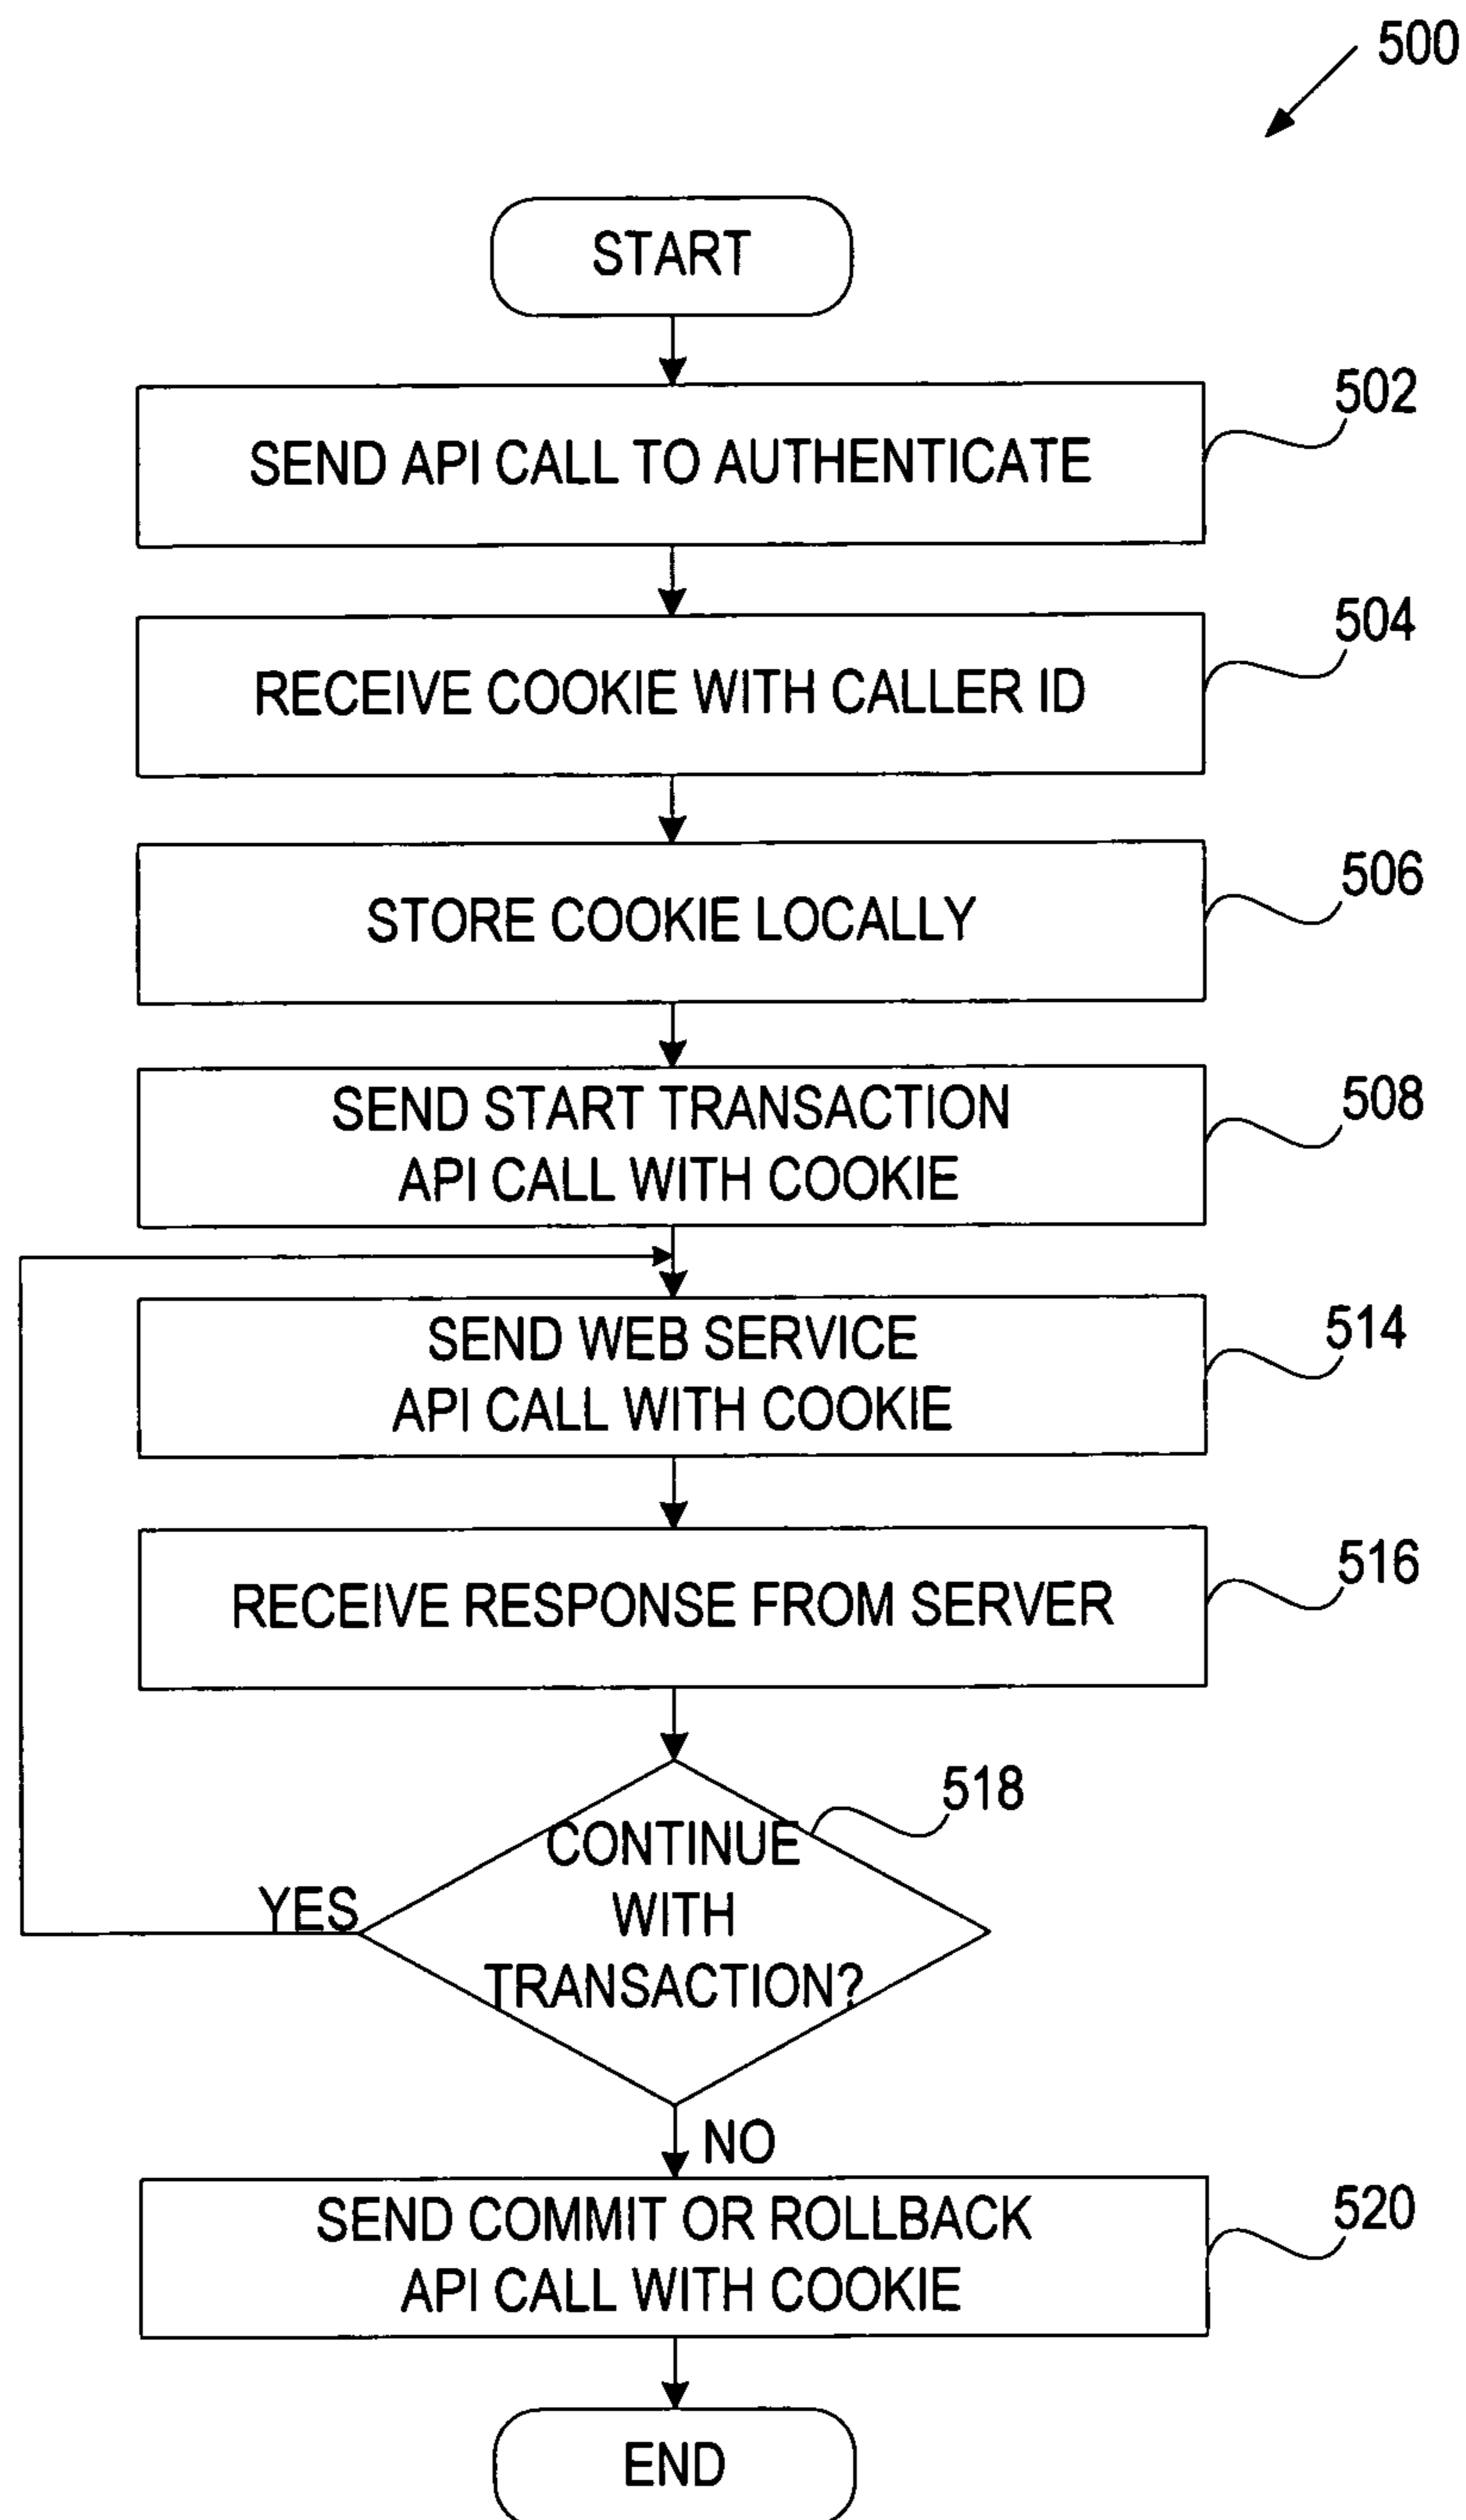 500
START
502
SEND API CALL TO AUTHENTICATE
504
RECEIVE COOKIE WITH CALLER ID
506
STORE COOKIE LOCALLY
508
SEND START TRANSACTION
API CALL WITH COOKIE
514
SEND WEB SERVICE
API CALL WITH COOKIE
516
RECEIVE RESPONSE FROM SERVER
518
CONTINUE
WITH
TRANSACTION?
YES
NO
520
SEND COMMIT OR ROLLBACK
API CALL WITH COOKIE
END